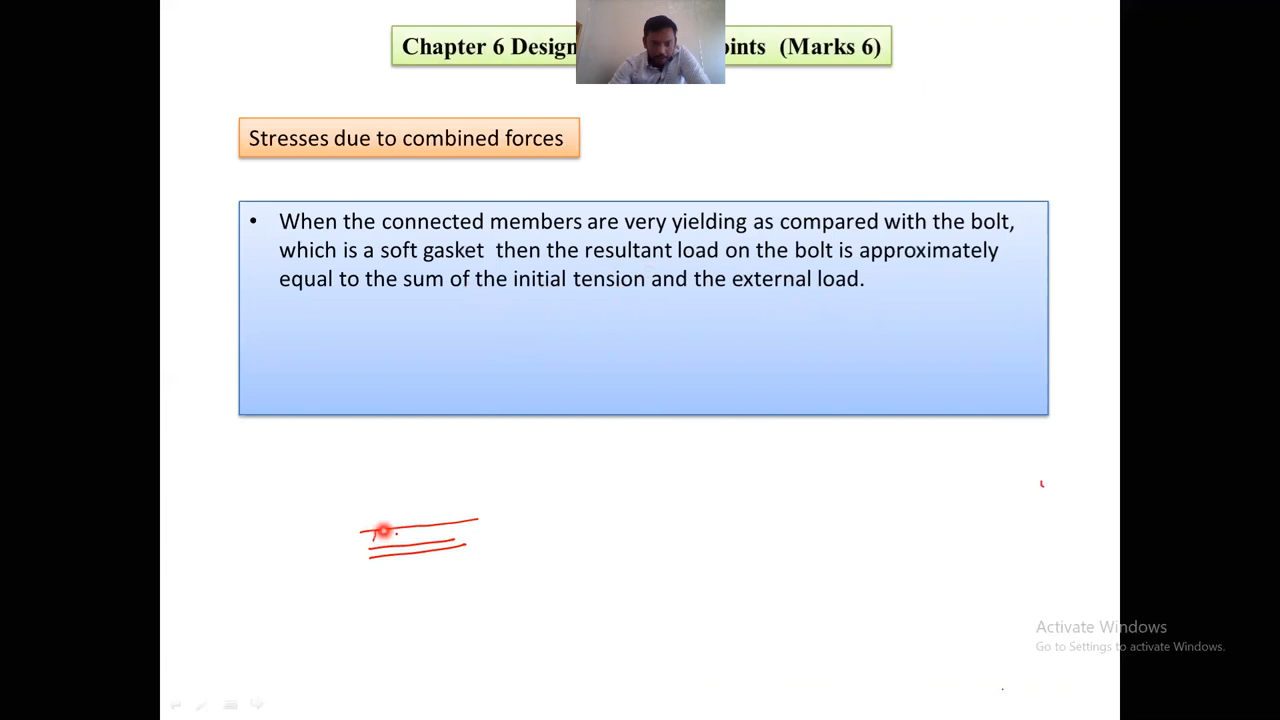 Chapter 6 Design oints (Marks 6)
Stresses due to combined forces
• When the connected members are very yielding as compared with the bolt,
which is a soft gasket then the resultant load on the bolt is approximately
equal to the sum of the initial tension and the external load.
Activate Windows
Go to Settings to activate Windows.